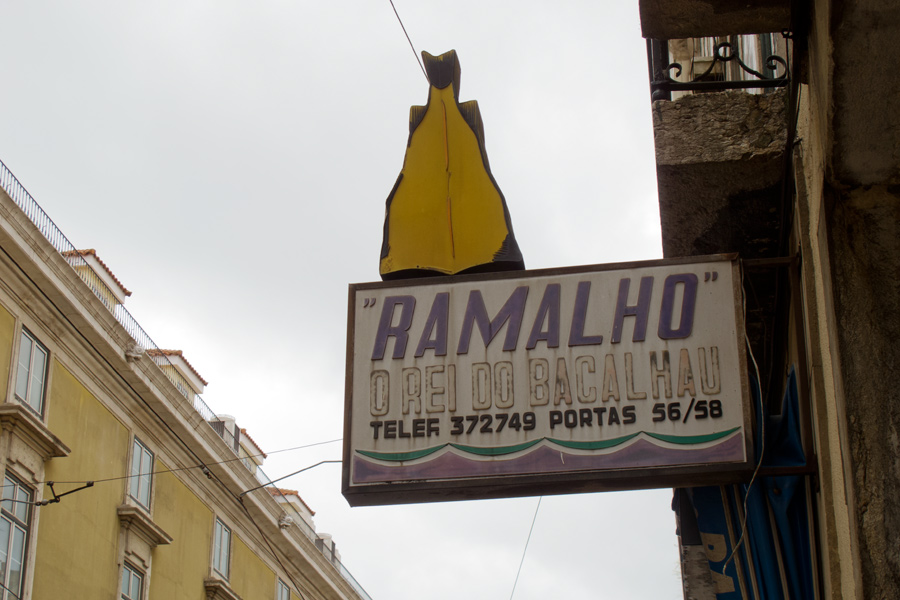 "RAMALHO"
O REI DO BACALHAU
TELEF. 372749 PORTAS 56/58